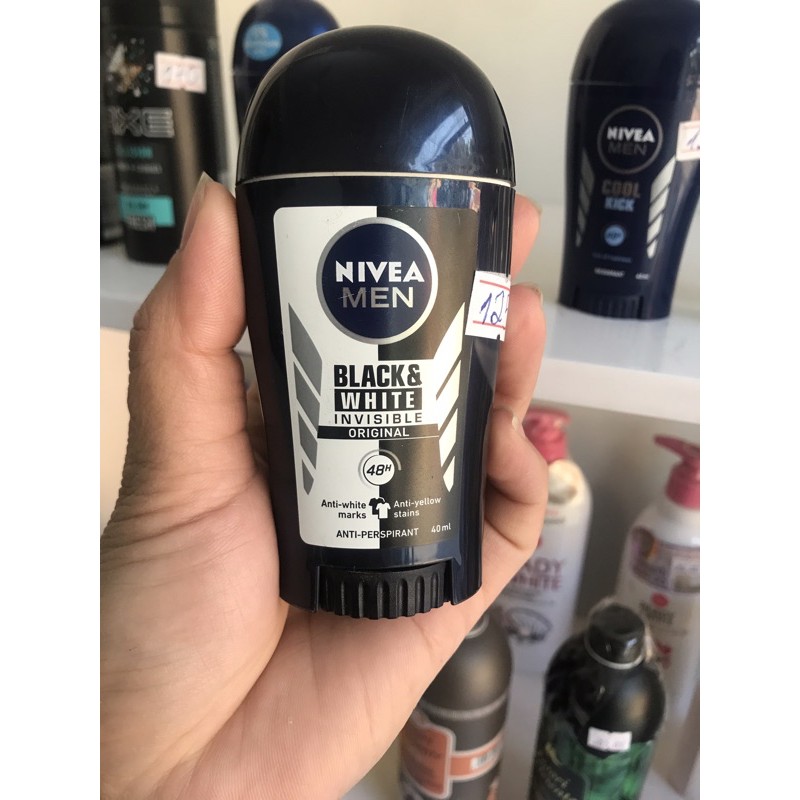 NIVEA
MEN
BLACK&
WHITE
INVISIBLE
ORIGINAL
48H
Anti-white
marks
Anti-yellow
stains
ANTI-PERSPIRANT 40 ml
NIVEA
MEN
COOL
KICK
WHITE